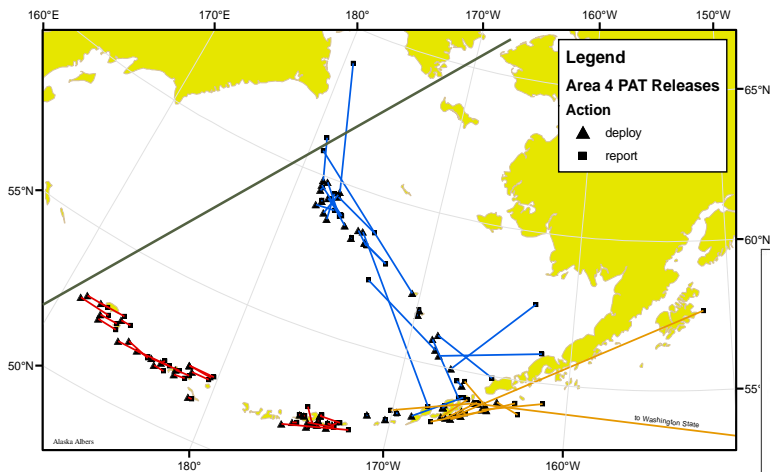 160°E
170°E
180°
170°W
160°W
150°W
Legend
Area 4 PAT Releases
Action
deploy
report
65°N
55°N
60°N
50°N
55°N
to Washington State
Alaska Albers
180°
170°W
160°W